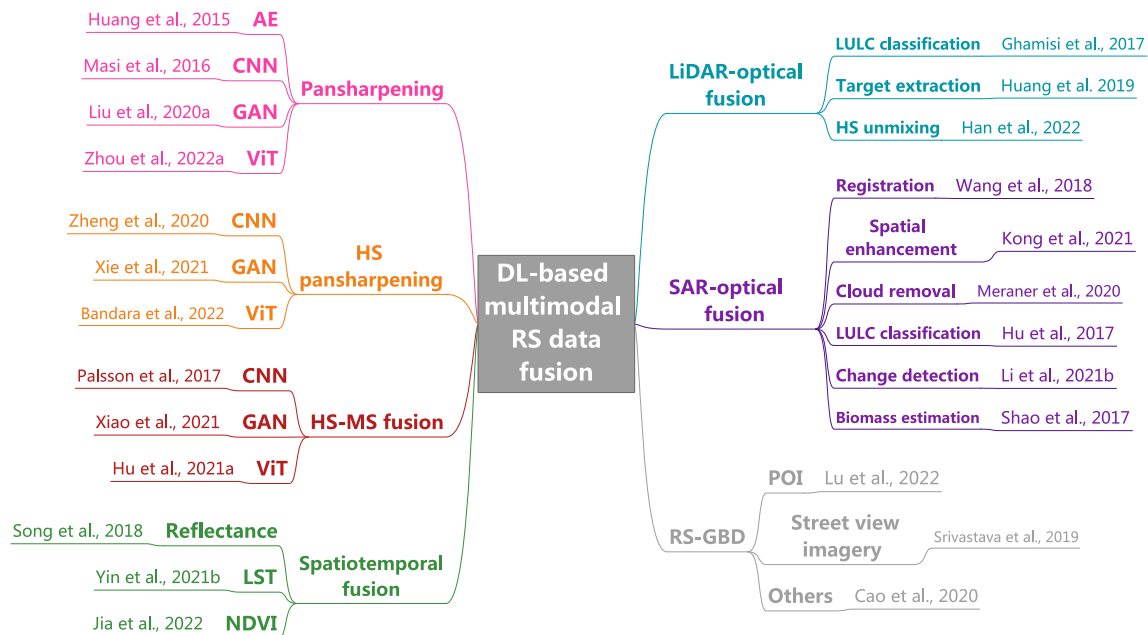 DL-based
multimodal
RS data
fusion
Pansharpening
Huang et al., 2015 AE
Masi et al., 2016 CNN
Liu et al., 2020a GAN
Zhou et al., 2022a ViT
HS
pansharpening
Zheng et al., 2020 CNN
Xie et al., 2021 GAN
Bandara et al., 2022 ViT
HS-MS fusion
Palsson et al., 2017 CNN
Xiao et al., 2021 GAN
Hu et al., 2021a ViT
Spatiotemporal
fusion
Song et al., 2018 Reflectance
Yin et al., 2021b LST
Jia et al., 2022 NDVI
LiDAR-optical
fusion
LULC classification Ghamisi et al., 2017
Target extraction Huang et al. 2019
HS unmixing Han et al., 2022
SAR-optical
fusion
Registration Wang et al., 2018
Spatial
enhancement
Kong et al., 2021
Cloud removal Meraner et al., 2020
LULC classification Hu et al., 2017
Change detection Li et al., 2021b
Biomass estimation Shao et al., 2017
RS-GBD
POI Lu et al., 2022
Street view
imagery
Srivastava et al., 2019
Others Cao et al., 2020